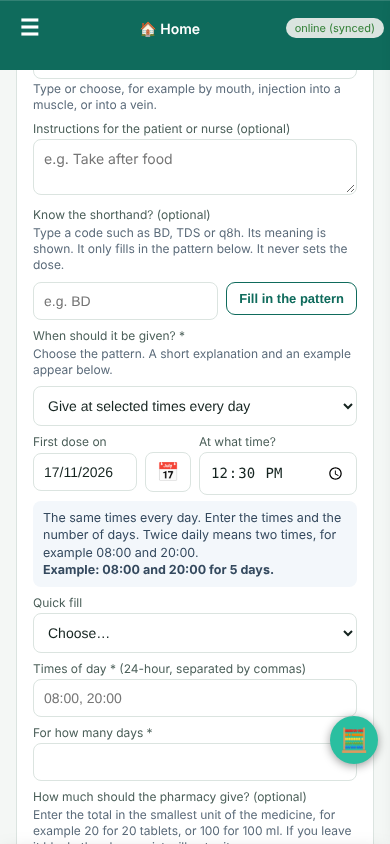 Home
online (synced)
Type or choose, for example by mouth, injection into a
muscle, or into a vein.
Instructions for the patient or nurse (optional)
e.g. Take after food
Know the shorthand? (optional)
Type a code such as BD, TDS or q8h. Its meaning is
shown. It only fills in the pattern below. It never sets the
dose.
e.g. BD
Fill in the pattern
When should it be given? *
Choose the pattern. A short explanation and an example
appear below.
Give at selected times every day
First dose on
At what time?
17/11/2026
12:30 PM
The same times every day. Enter the times and the
number of days. Twice daily means two times, for
example 08:00 and 20:00.
Example: 08:00 and 20:00 for 5 days.
Quick fill
Choose…
Times of day * (24-hour, separated by commas)
08:00, 20:00
For how many days *
How much should the pharmacy give? (optional)
Enter the total in the smallest unit of the medicine, for
example 20 for 20 tablets, or 100 for 100 ml. If you leave